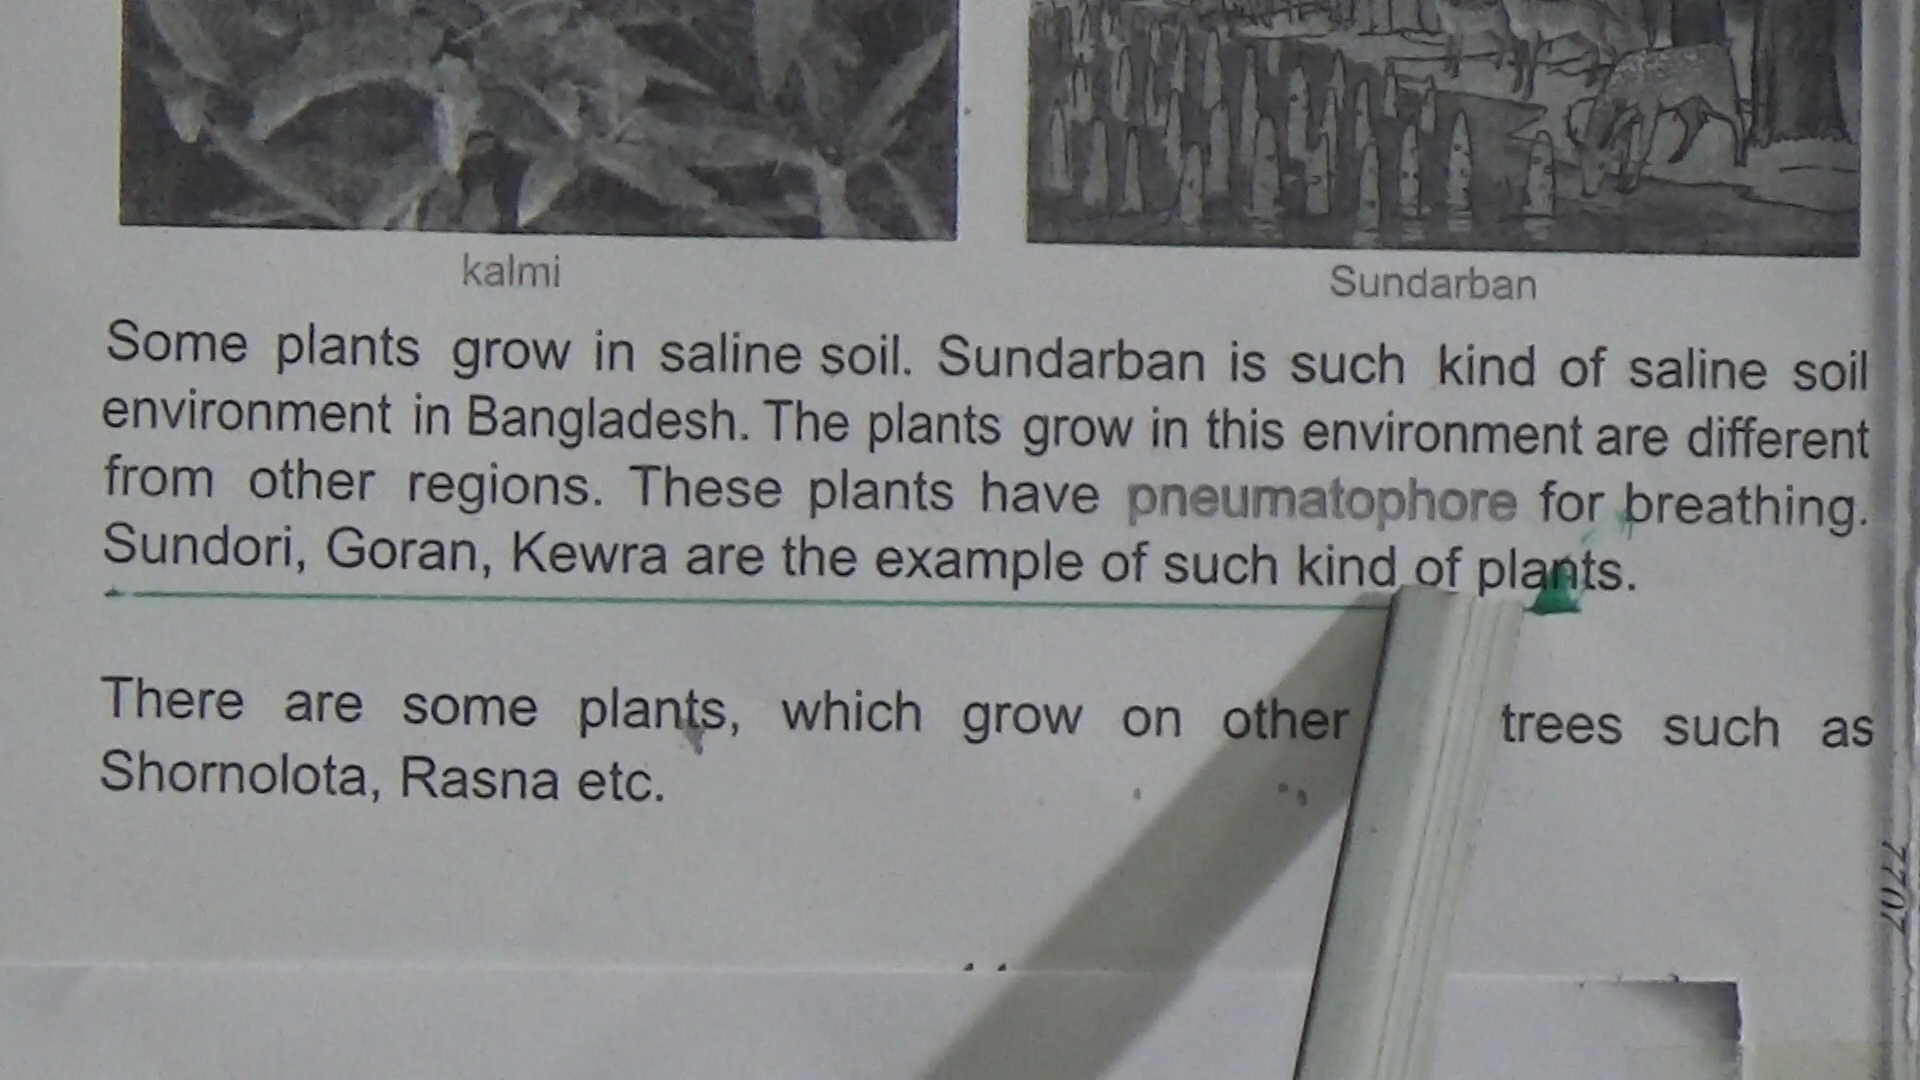 kalmi
Sundarban
Some plants grow in saline soil. Sundarban is such kind of saline soil
environment in Bangladesh. The plants grow in this environment are different
from other regions. These plants have pneumatophore for breathing.
Sundori, Goran, Kewra are the example of such kind of plants.
There are some plants, which grow on other trees such as
Shornolota, Rasna etc.
2022